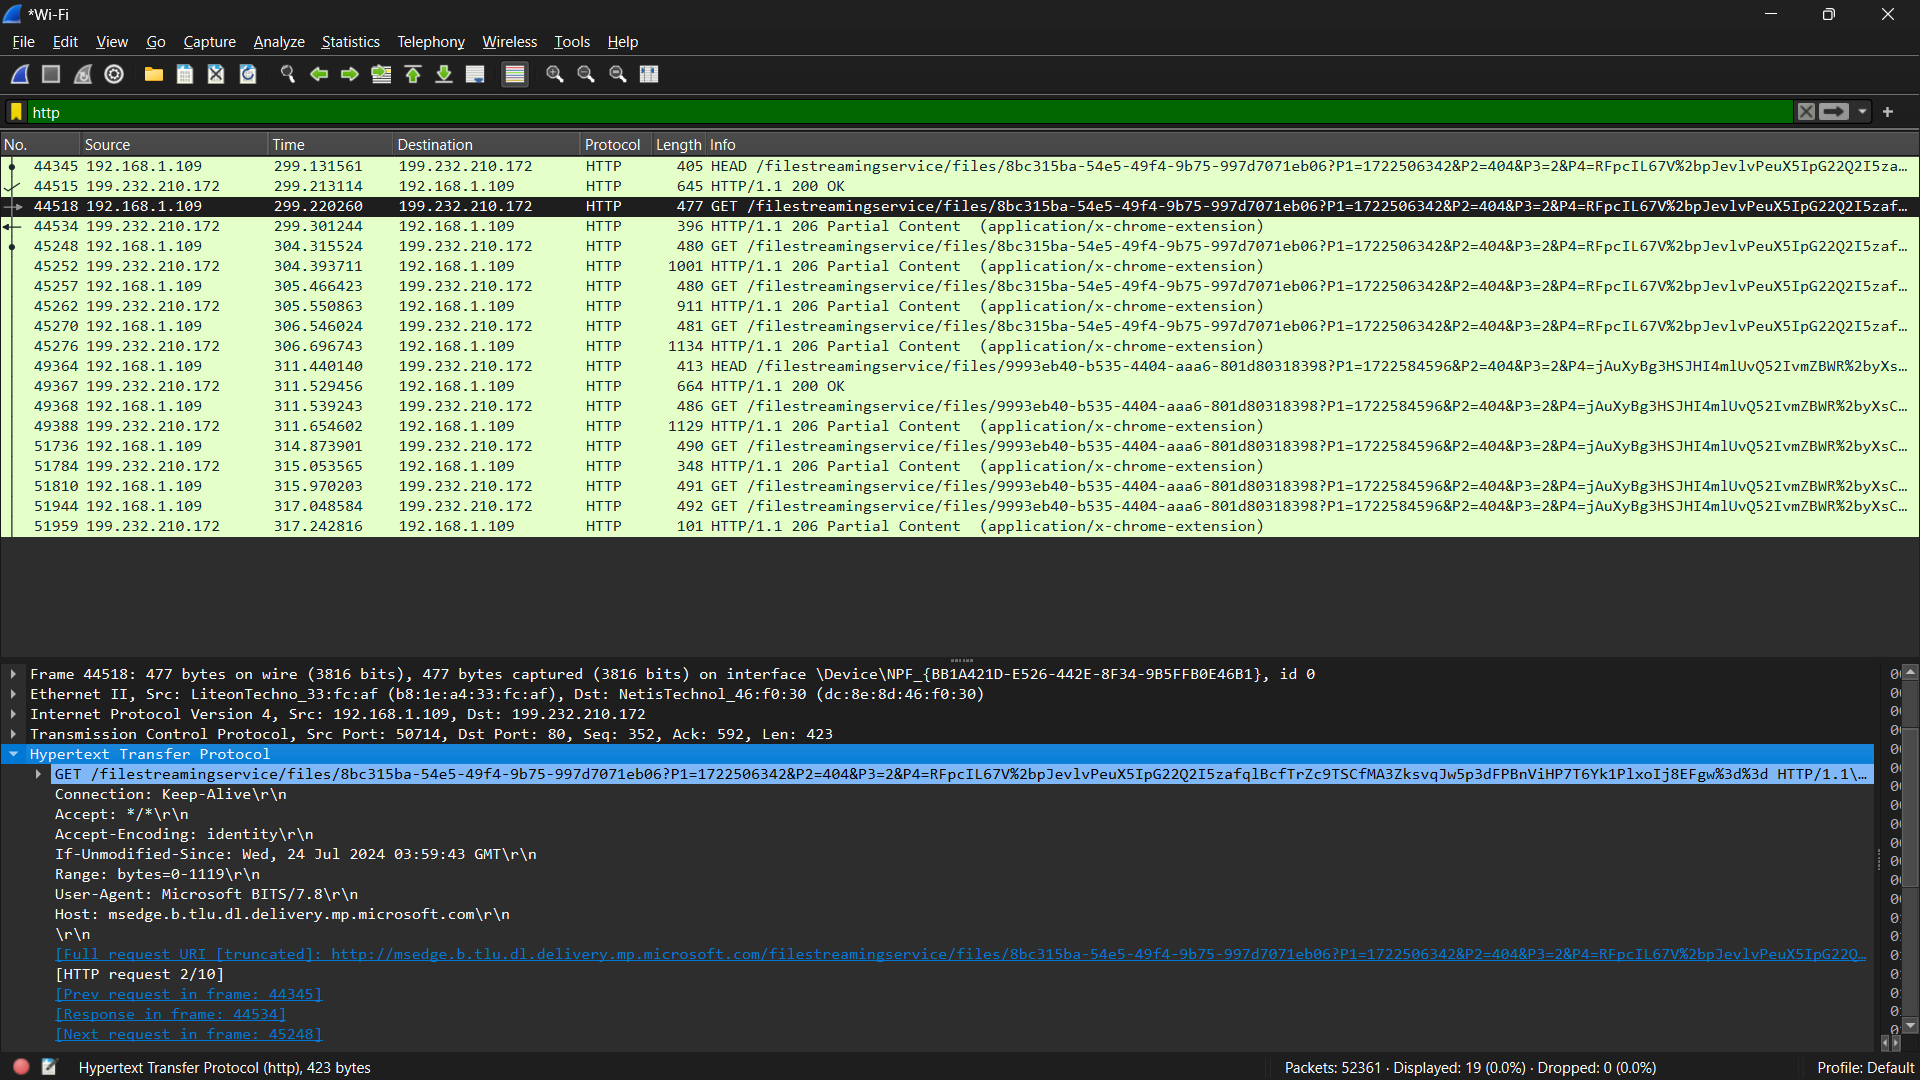 *Wi-Fi
File Edit View Go Capture Analyze Statistics Telephony Wireless Tools Help
http
No. Source Time Destination Protocol Length Info
44345 192.168.1.109 299.131561 199.232.210.172 HTTP 405 HEAD /filestreamingservice/files/8bc315ba-54e5-49f4-9b75-997d7071eb06?P1=1722506342&P2=404&P3=2&P4=RFpcIL67V%2bpJevlvPeuX5IpG22Q2I5za…
44515 199.232.210.172 299.213114 192.168.1.109 HTTP 645 HTTP/1.1 200 OK
44518 192.168.1.109 299.220260 199.232.210.172 HTTP 477 GET /filestreamingservice/files/8bc315ba-54e5-49f4-9b75-997d7071eb06?P1=1722506342&P2=404&P3=2&P4=RFpcIL67V%2bpJevlvPeuX5IpG22Q2I5zaf…
44534 199.232.210.172 299.301244 192.168.1.109 HTTP 396 HTTP/1.1 206 Partial Content (application/x-chrome-extension)
45248 192.168.1.109 304.315524 199.232.210.172 HTTP 480 GET /filestreamingservice/files/8bc315ba-54e5-49f4-9b75-997d7071eb06?P1=1722506342&P2=404&P3=2&P4=RFpcIL67V%2bpJevlvPeuX5IpG22Q2I5zaf…
45252 199.232.210.172 304.393711 192.168.1.109 HTTP 1001 HTTP/1.1 206 Partial Content (application/x-chrome-extension)
45257 192.168.1.109 305.466423 199.232.210.172 HTTP 480 GET /filestreamingservice/files/8bc315ba-54e5-49f4-9b75-997d7071eb06?P1=1722506342&P2=404&P3=2&P4=RFpcIL67V%2bpJevlvPeuX5IpG22Q2I5zaf…
45262 199.232.210.172 305.550863 192.168.1.109 HTTP 911 HTTP/1.1 206 Partial Content (application/x-chrome-extension)
45270 192.168.1.109 306.546024 199.232.210.172 HTTP 481 GET /filestreamingservice/files/8bc315ba-54e5-49f4-9b75-997d7071eb06?P1=1722506342&P2=404&P3=2&P4=RFpcIL67V%2bpJevlvPeuX5IpG22Q2I5zaf…
45276 199.232.210.172 306.696743 192.168.1.109 HTTP 1134 HTTP/1.1 206 Partial Content (application/x-chrome-extension)
49364 192.168.1.109 311.440140 199.232.210.172 HTTP 413 HEAD /filestreamingservice/files/9993eb40-b535-4404-aaa6-801d80318398?P1=1722584596&P2=404&P3=2&P4=jAuXyBg3HSJHI4mlUvQ52IvmZBWR%2byXs…
49367 199.232.210.172 311.529456 192.168.1.109 HTTP 664 HTTP/1.1 200 OK
49368 192.168.1.109 311.539243 199.232.210.172 HTTP 486 GET /filestreamingservice/files/9993eb40-b535-4404-aaa6-801d80318398?P1=1722584596&P2=404&P3=2&P4=jAuXyBg3HSJHI4mlUvQ52IvmZBWR%2byXsC…
49388 199.232.210.172 311.654602 192.168.1.109 HTTP 1129 HTTP/1.1 206 Partial Content (application/x-chrome-extension)
51736 192.168.1.109 314.873901 199.232.210.172 HTTP 490 GET /filestreamingservice/files/9993eb40-b535-4404-aaa6-801d80318398?P1=1722584596&P2=404&P3=2&P4=jAuXyBg3HSJHI4mlUvQ52IvmZBWR%2byXsC…
51784 199.232.210.172 315.053565 192.168.1.109 HTTP 348 HTTP/1.1 206 Partial Content (application/x-chrome-extension)
51810 192.168.1.109 315.970203 199.232.210.172 HTTP 491 GET /filestreamingservice/files/9993eb40-b535-4404-aaa6-801d80318398?P1=1722584596&P2=404&P3=2&P4=jAuXyBg3HSJHI4mlUvQ52IvmZBWR%2byXsC…
51944 192.168.1.109 317.048584 199.232.210.172 HTTP 492 GET /filestreamingservice/files/9993eb40-b535-4404-aaa6-801d80318398?P1=1722584596&P2=404&P3=2&P4=jAuXyBg3HSJHI4mlUvQ52IvmZBWR%2byXsC…
51959 199.232.210.172 317.242816 192.168.1.109 HTTP 101 HTTP/1.1 206 Partial Content (application/x-chrome-extension)
Frame 44518: 477 bytes on wire (3816 bits), 477 bytes captured (3816 bits) on interface \Device\NPF_{BB1A421D-E526-442E-8F34-9B5FFB0E46B1}, id 0
Ethernet II, Src: LiteonTechno_33:fc:af (b8:1e:a4:33:fc:af), Dst: NetisTechnol_46:f0:30 (dc:8e:8d:46:f0:30)
Internet Protocol Version 4, Src: 192.168.1.109, Dst: 199.232.210.172
Transmission Control Protocol, Src Port: 50714, Dst Port: 80, Seq: 352, Ack: 592, Len: 423
Hypertext Transfer Protocol
GET /filestreamingservice/files/8bc315ba-54e5-49f4-9b75-997d7071eb06?P1=1722506342&P2=404&P3=2&P4=RFpcIL67V%2bpJevlvPeuX5IpG22Q2I5zafqlBcfTrZc9TSCfMA3ZksvqJw5p3dFPBnViHP7T6Yk1PlxoIj8EFgw%3d%3d HTTP/1.1\…
Connection: Keep-Alive\r\n
Accept: */*\r\n
Accept-Encoding: identity\r\n
If-Unmodified-Since: Wed, 24 Jul 2024 03:59:43 GMT\r\n
Range: bytes=0-1119\r\n
User-Agent: Microsoft BITS/7.8\r\n
Host: msedge.b.tlu.dl.delivery.mp.microsoft.com\r\n
\r\n
[Full request URI [truncated]: http://msedge.b.tlu.dl.delivery.mp.microsoft.com/filestreamingservice/files/8bc315ba-54e5-49f4-9b75-997d7071eb06?P1=1722506342&P2=404&P3=2&P4=RFpcIL67V%2bpJevlvPeuX5IpG22Q…
[HTTP request 2/10]
[Prev request in frame: 44345]
[Response in frame: 44534]
[Next request in frame: 45248]
Hypertext Transfer Protocol (http), 423 bytes
Packets: 52361 · Displayed: 19 (0.0%) · Dropped: 0 (0.0%)
Profile: Default